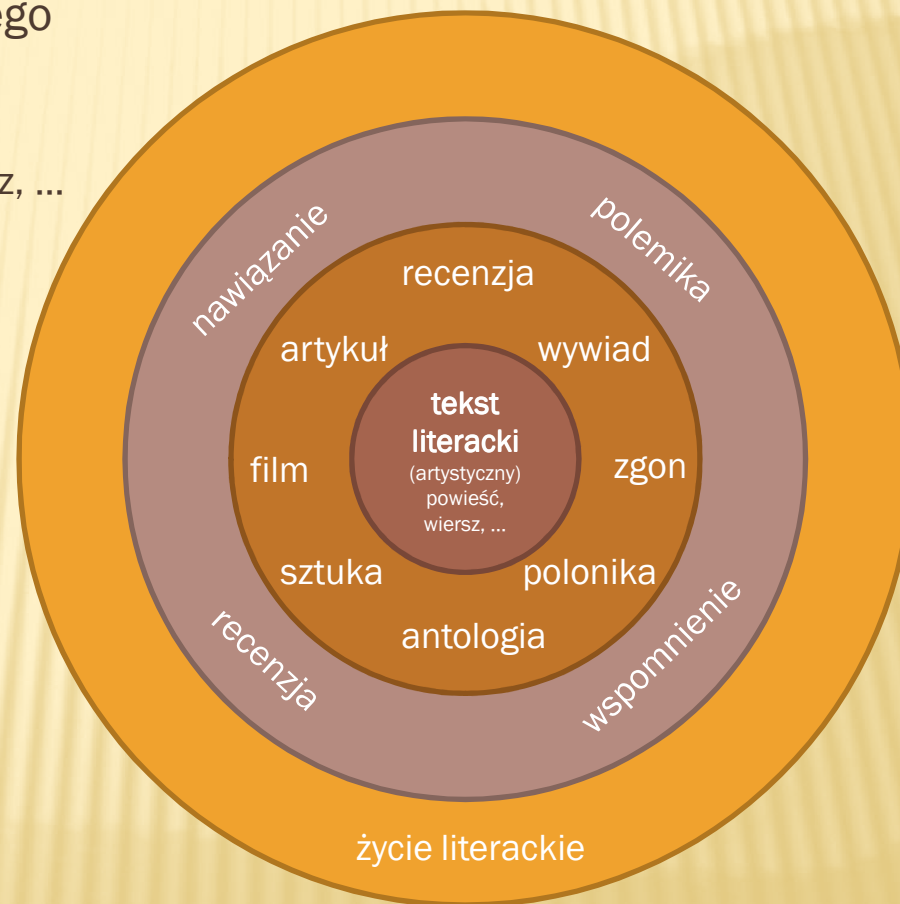 ego
z, ...
nawiązanie
polemika
recenzja
artykuł
wywiad
tekst
literacki
(artystyczny)
powieść,
wiersz, ...
film
zgon
sztuka
polonika
antologia
recenzja
wspomnienie
życie literackie